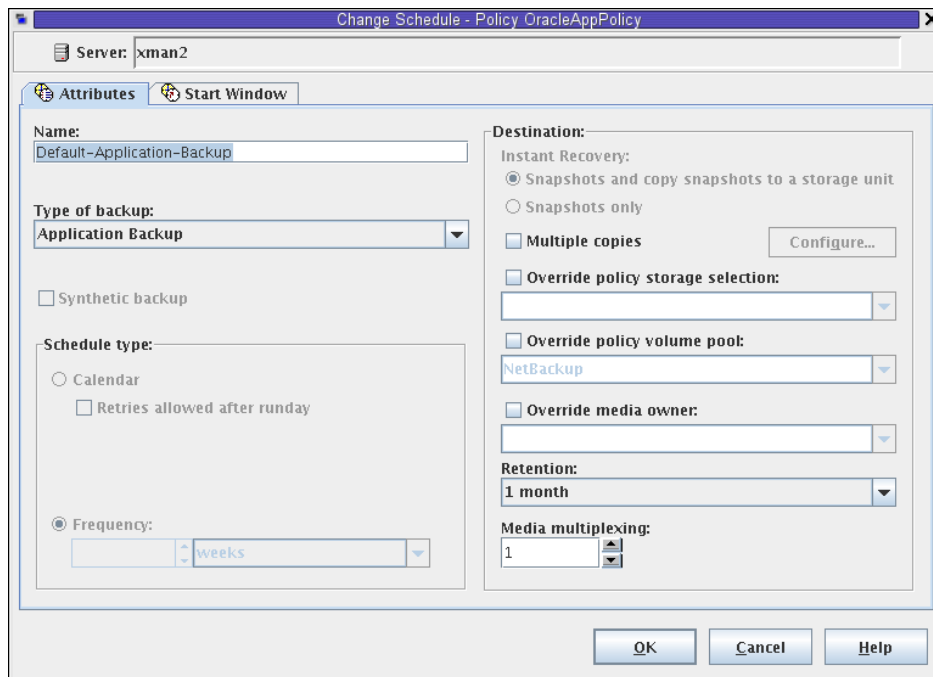 Change Schedule - Policy OracleAppPolicy
Server: xman2
Attributes
Start Window
Name:
Default-Application-Backup
Type of backup:
Application Backup
Synthetic backup
Schedule type:
Calendar
Retries allowed after runday
Frequency:
weeks
Destination:
Instant Recovery:
Snapshots and copy snapshots to a storage unit
Snapshots only
Multiple copies
Configure...
Override policy storage selection:
Override policy volume pool:
NetBackup
Override media owner:
Retention:
1 month
Media multiplexing:
1
OK
Cancel
Help